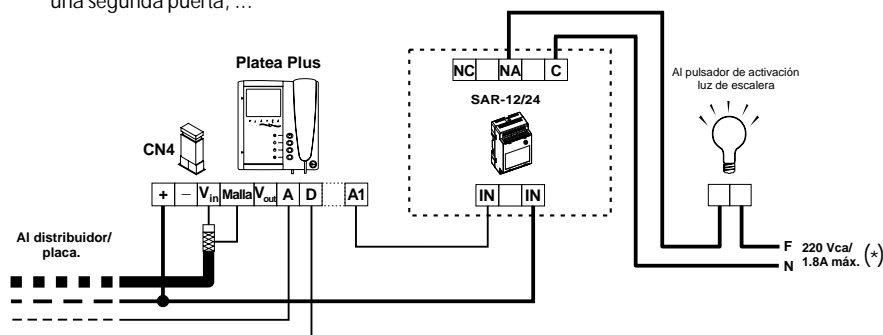 una segunda puerta, ...
NC NA C
Platea Plus
Al pulsador de activación
luz de escalera
SAR-12/24
CN4
+ – Vin Malla Vout A D A1
IN IN
Al distribuidor/
placa.
F 220 Vca/
N 1.8A máx. (*)